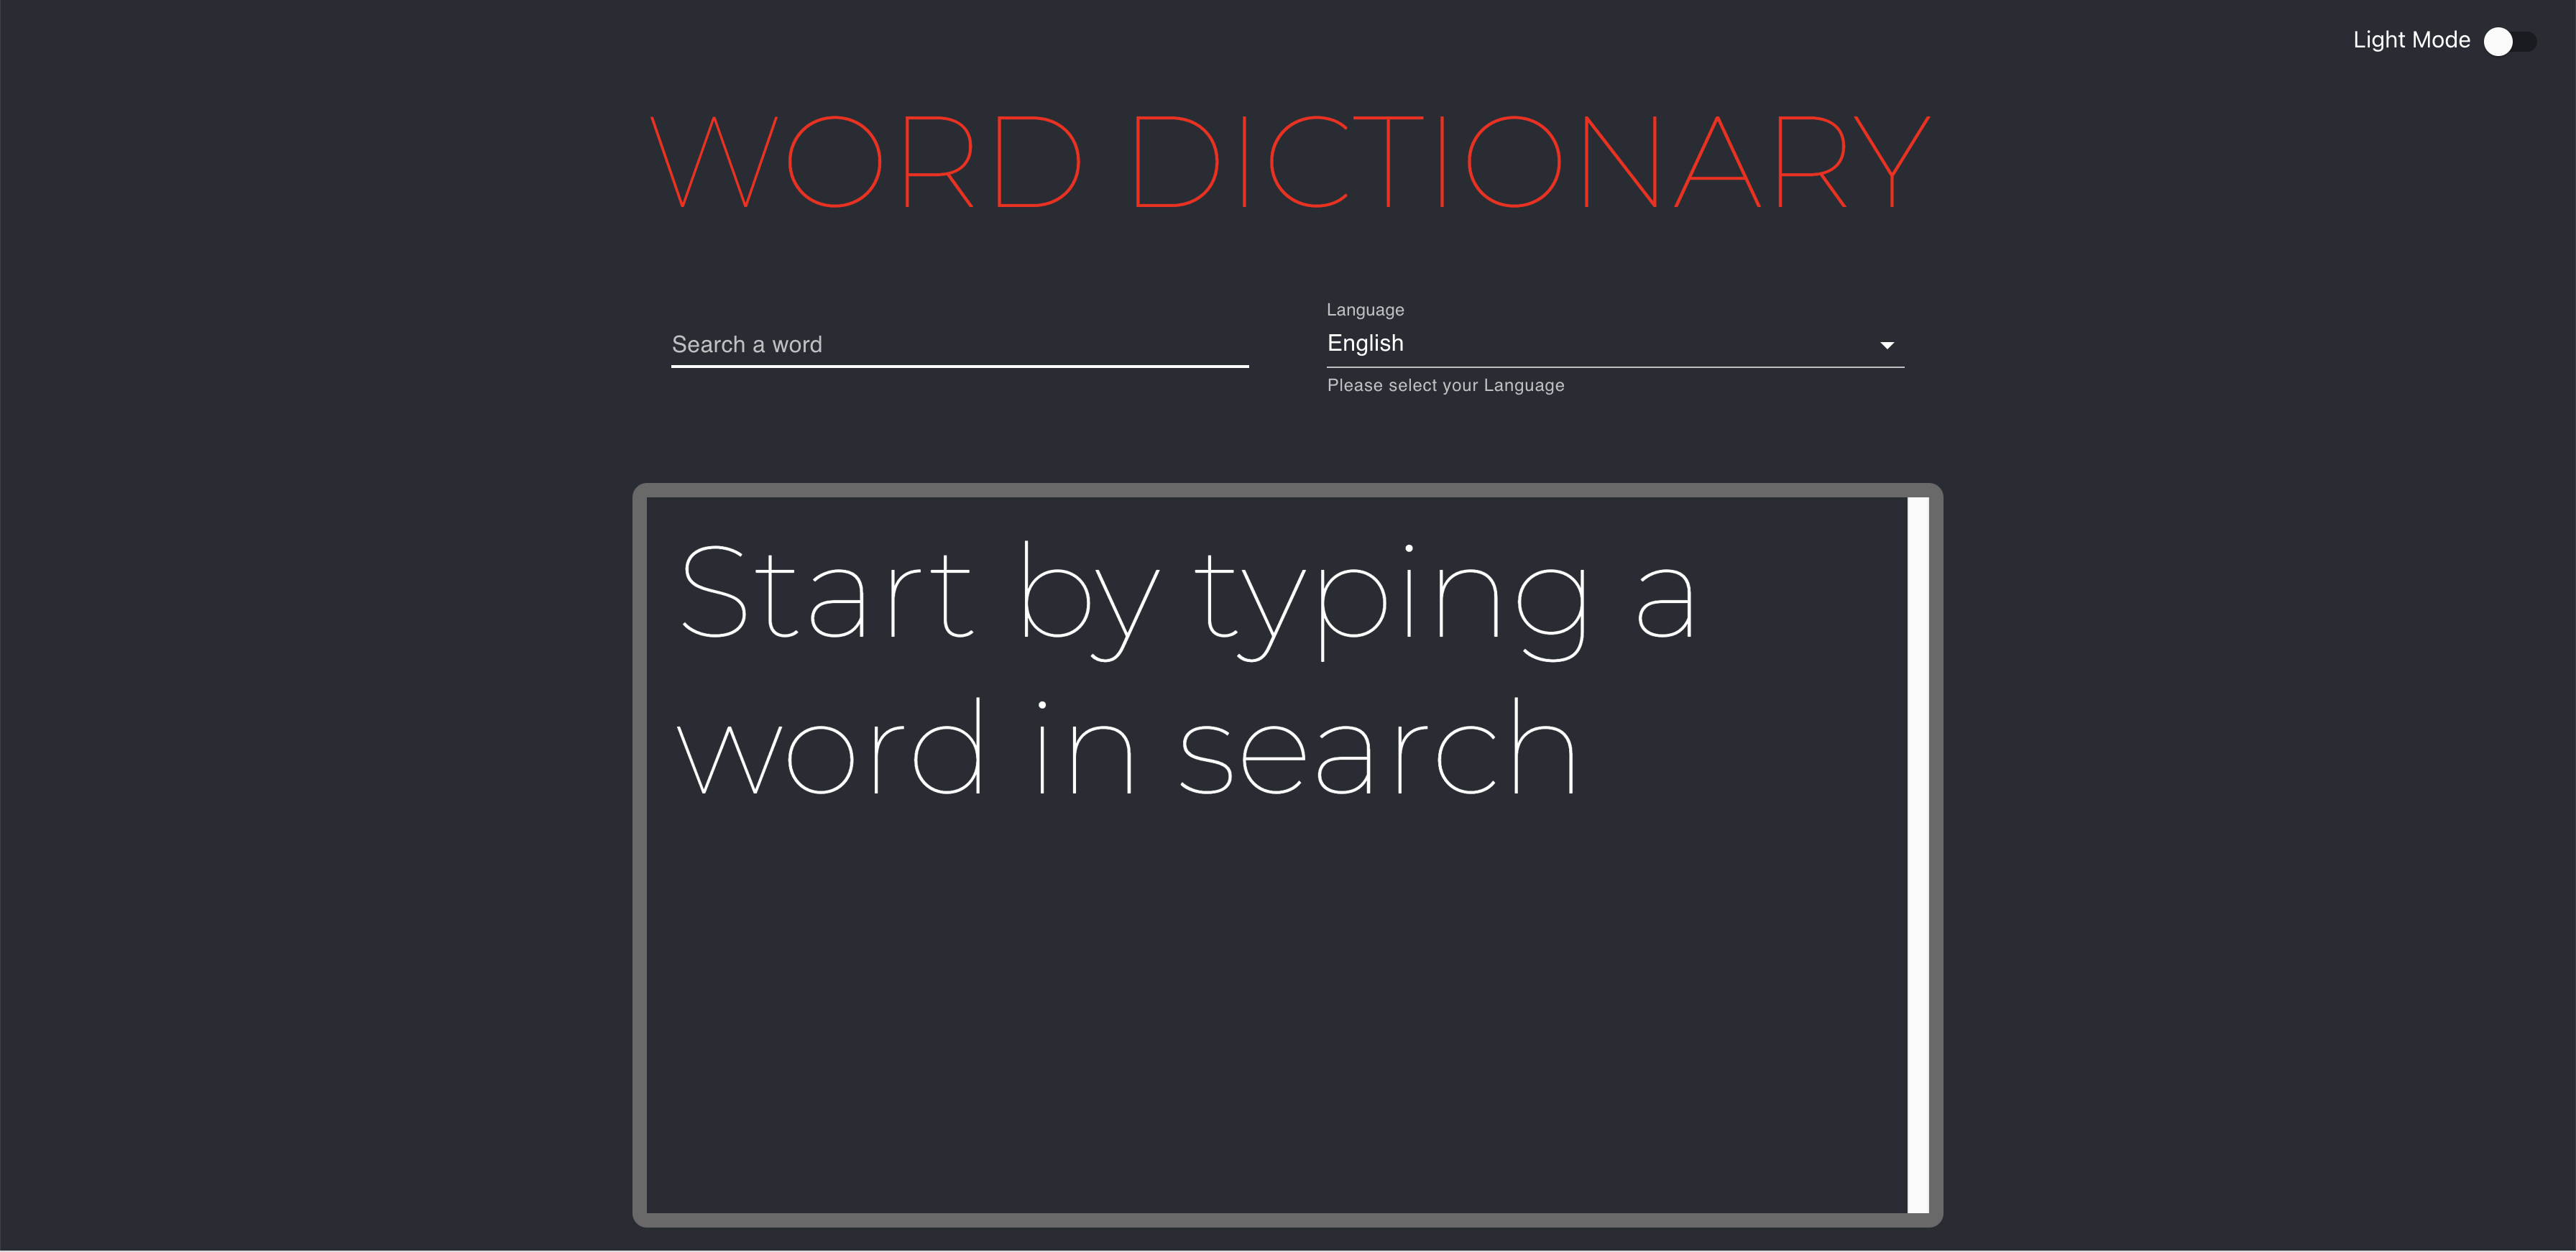 Light Mode
WORD DICTIONARY
Search a word
Language
English
Please select your Language
Start by typing a
word in search